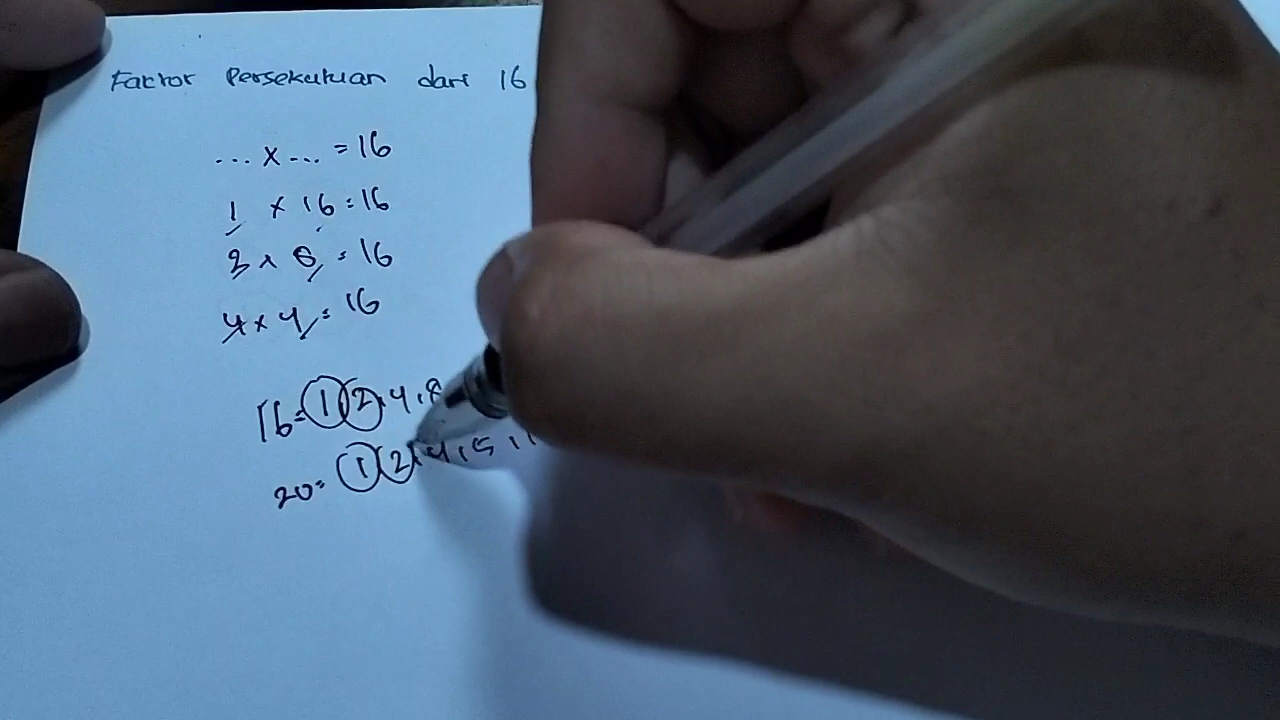 Factor Persekutuan dari 16
... x ... = 16
1 x 16 = 16
2 x 8 = 16
4 x 4 = 16
16 = 1 2, 4, 8
20 = 1 2, 4, 5, 1